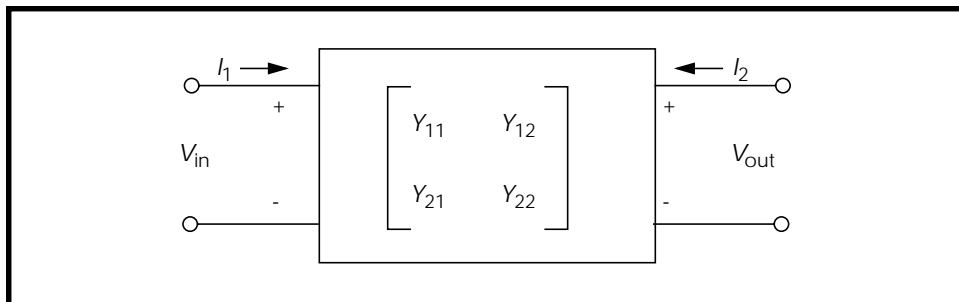 I1 I2
+ +
Y11 Y12
Vin Vout
Y21 Y22
- -